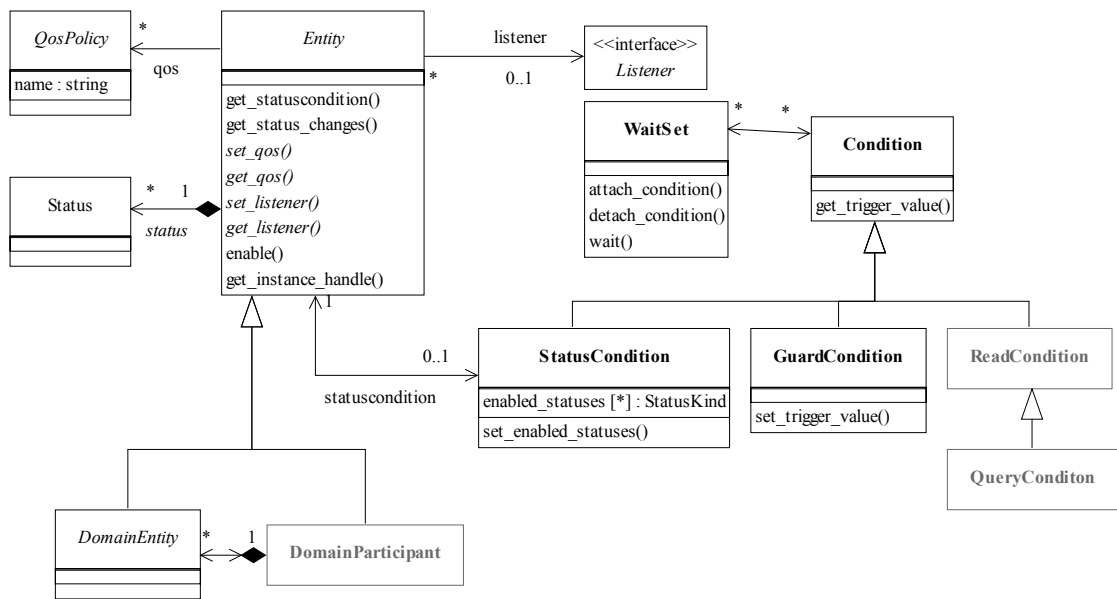 QosPolicy
name : string
*
qos
Entity
*
get_statuscondition()
get_status_changes()
set_qos()
get_qos()
set_listener()
get_listener()
enable()
get_instance_handle()
listener
0..1
<<interface>>
Listener
WaitSet
attach_condition()
detach_condition()
wait()
*
*
Condition
get_trigger_value()
Status
*
1
status
1
0..1
statuscondition
StatusCondition
enabled_statuses [*] : StatusKind
set_enabled_statuses()
GuardCondition
set_trigger_value()
ReadCondition
QueryConditon
DomainEntity
*
1
DomainParticipant